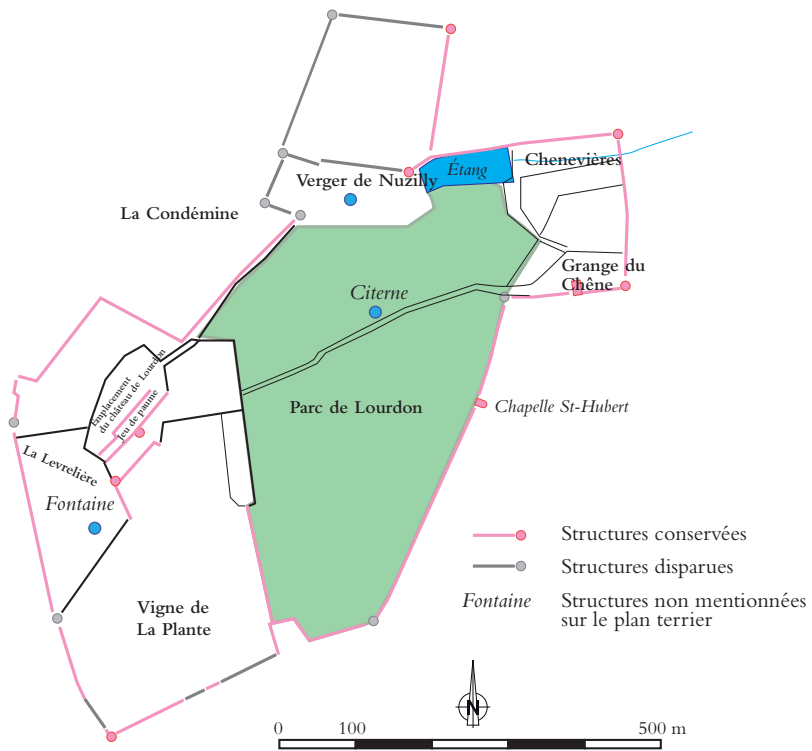 Étang
Chenevières
Verger de Nuzilly
La Condémine
Grange du
Chêne
Citerne
Emplacement
du château de Lourdon
Jeu de paume
Parc de Lourdon
Chapelle St-Hubert
La Levrelière
Fontaine
Vigne de
La Plante
Structures conservées
Structures disparues
Fontaine
Structures non mentionnées
sur le plan terrier
N
0 100 500 m